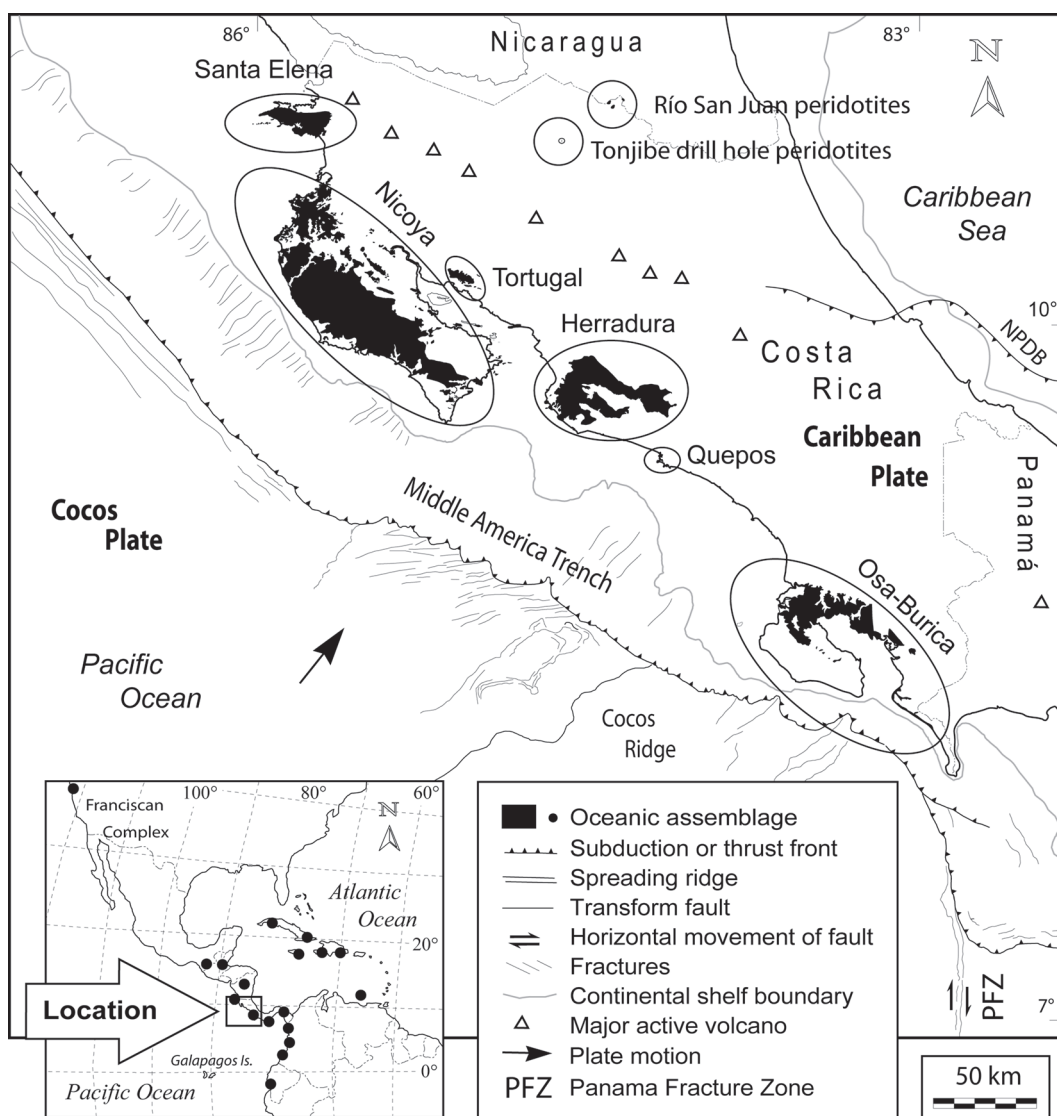 86°
83°
Nicaragua
N
Santa Elena
Río San Juan peridotites
Tonjibe drill hole peridotites
Caribbean
Sea
Nicoya
Tortugal
10°
Herradura
NPDB
Costa
Rica
Caribbean
Plate
Quepos
Panamá
Middle America Trench
Cocos
Plate
Osa-Burica
Pacific
Ocean
Cocos
Ridge
100°
80°
60°
Franciscan
Complex
N
Atlantic
Ocean
20°
Location
Galapagos Is.
0°
Pacific Ocean
Oceanic assemblage
Subduction or thrust front
Spreading ridge
Transform fault
Horizontal movement of fault
Fractures
Continental shelf boundary
Major active volcano
Plate motion
PFZ Panama Fracture Zone
PFZ
7°
50 km